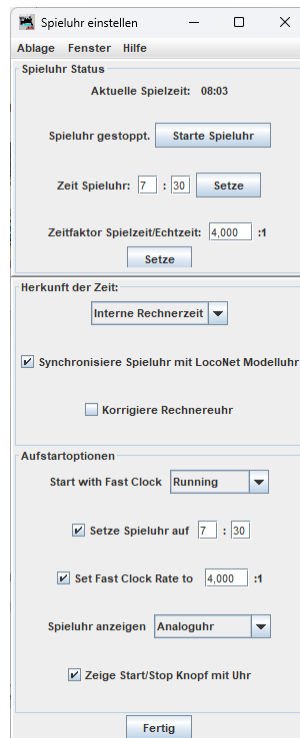 Spieluhr einstellen
Ablage Fenster Hilfe
Spieluhr Status
Aktuelle Spielzeit: 08:03
Spieluhr gestoppt. Starte Spieluhr
Zeit Spieluhr: 7 : 30 Setze
Zeitfaktor Spielzeit/Echtzeit: 4,000 :1
Setze
Herkunft der Zeit:
Interne Rechnerzeit
Synchronisiere Spieluhr mit LocoNet Modelluhr
Korrigiere Rechnereuhr
Aufstartoptionen
Start with Fast Clock Running
Setze Spieluhr auf 7 : 30
Set Fast Clock Rate to 4,000 :1
Spieluhr anzeigen Analoguhr
Zeige Start/Stop Knopf mit Uhr
Fertig